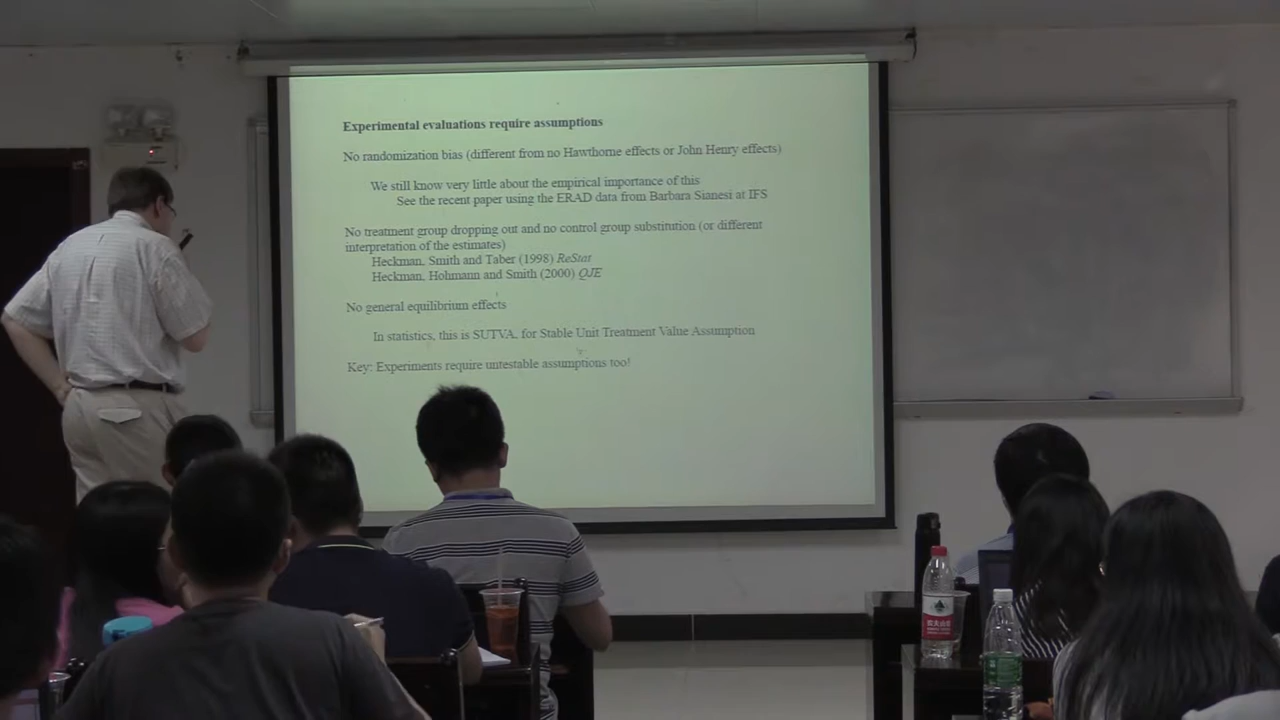 Experimental evaluations require assumptions
No randomization bias (different from no Hawthorne effects or John Henry effects)
We still know very little about the empirical importance of this
See the recent paper using the ERAD data from Barbara Sianesi at IFS
No treatment group dropping out and no control group substitution (or different
interpretation of the estimates)
Heckman, Smith and Taber (1998) ReStat
Heckman, Hohmann and Smith (2000) QJE
No general equilibrium effects
In statistics, this is SUTVA, for Stable Unit Treatment Value Assumption
Key: Experiments require untestable assumptions too!
农夫山泉